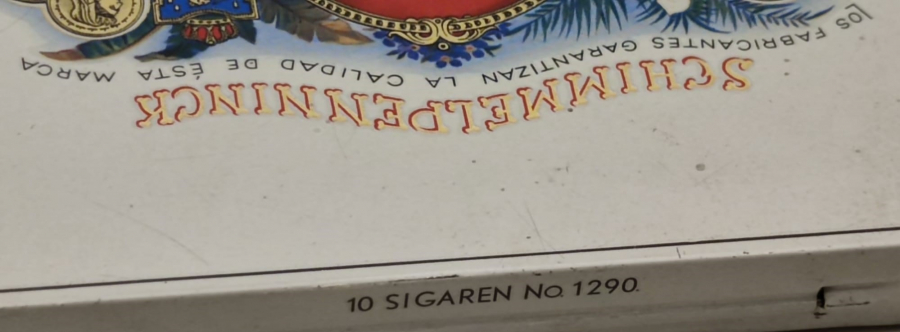 LOS FABRICANTES GARANTIZAN LA CALIDAD DE ÉSTA MARCA
SCHIMMELPENNINCK
10 SIGAREN No. 1290.